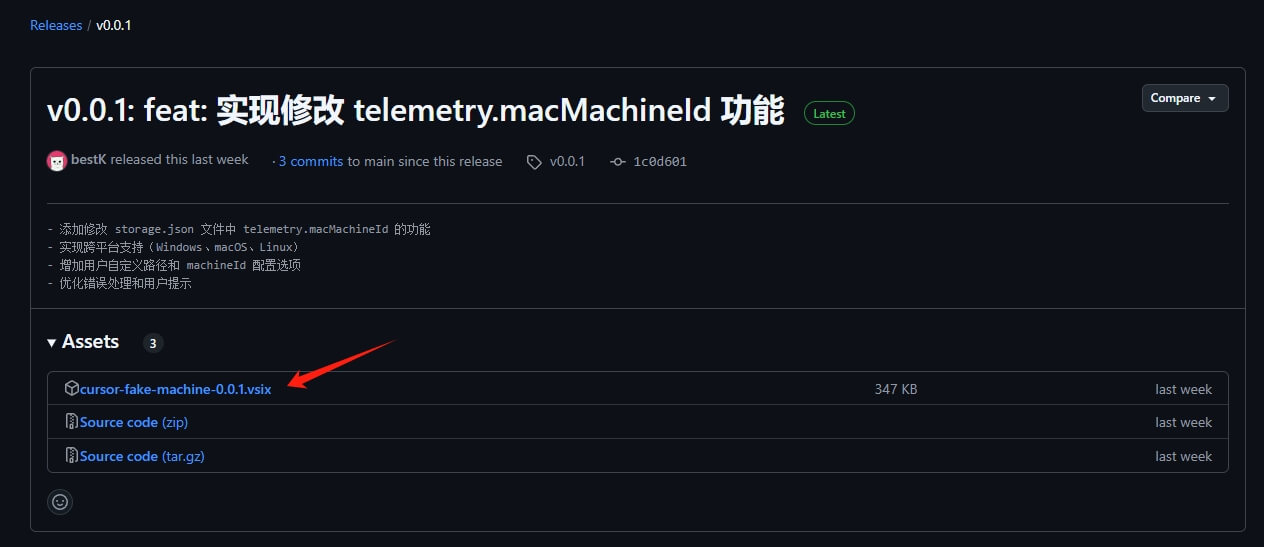 Releases / v0.0.1
v0.0.1: feat: 实现修改 telemetry.macMachineId 功能 Latest
Compare
bestK released this last week · 3 commits to main since this release v0.0.1 1c0d601
- 添加修改 storage.json 文件中 telemetry.macMachineId 的功能
- 实现跨平台支持（Windows、macOS、Linux）
- 增加用户自定义路径和 machineId 配置选项
- 优化错误处理和用户提示
Assets 3
cursor-fake-machine-0.0.1.vsix 347 KB last week
Source code (zip) last week
Source code (tar.gz) last week